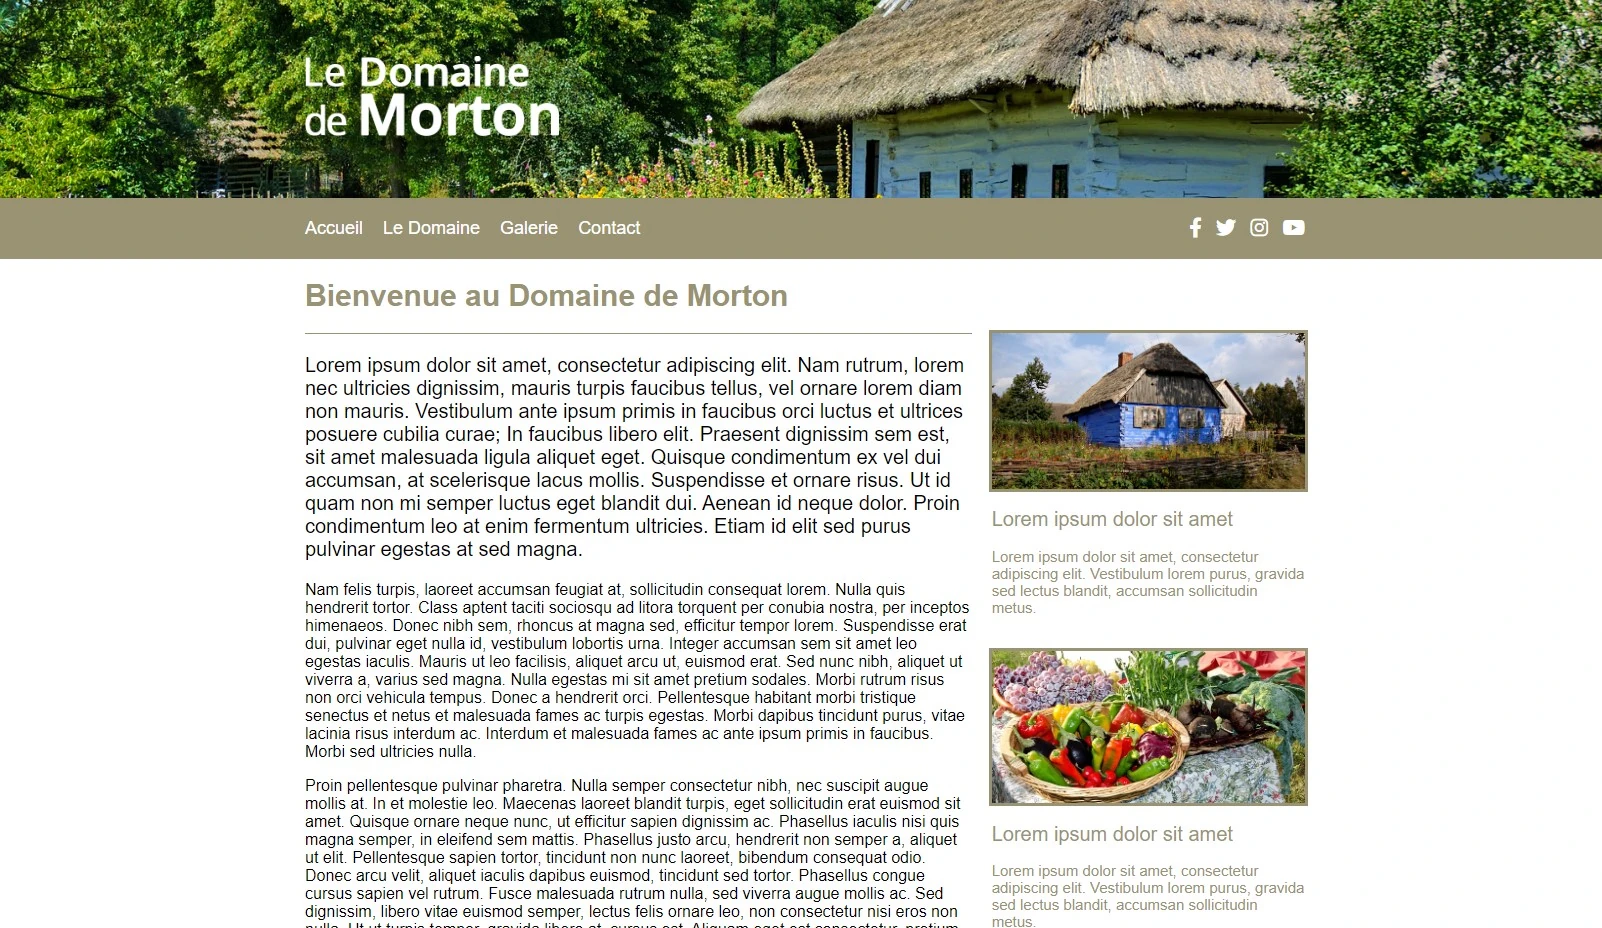 Le Domaine
de Morton
Accueil Le Domaine Galerie Contact
Bienvenue au Domaine de Morton
Lorem ipsum dolor sit amet, consectetur adipiscing elit. Nam rutrum, lorem
nec ultricies dignissim, mauris turpis faucibus tellus, vel ornare lorem diam
non mauris. Vestibulum ante ipsum primis in faucibus orci luctus et ultrices
posuere cubilia curae; In faucibus libero elit. Praesent dignissim sem est,
sit amet malesuada ligula aliquet eget. Quisque condimentum ex vel dui
accumsan, at scelerisque lacus mollis. Suspendisse et ornare risus. Ut id
quam non mi semper luctus eget blandit dui. Aenean id neque dolor. Proin
condimentum leo at enim fermentum ultricies. Etiam id elit sed purus
pulvinar egestas at sed magna.
Nam felis turpis, laoreet accumsan feugiat at, sollicitudin consequat lorem. Nulla quis
hendrerit tortor. Class aptent taciti sociosqu ad litora torquent per conubia nostra, per inceptos
himenaeos. Donec nibh sem, rhoncus at magna sed, efficitur tempor lorem. Suspendisse erat
dui, pulvinar eget nulla id, vestibulum lobortis urna. Integer accumsan sem sit amet leo
egestas iaculis. Mauris ut leo facilisis, aliquet arcu ut, euismod erat. Sed nunc nibh, aliquet ut
viverra a, varius sed magna. Nulla egestas mi sit amet pretium sodales. Morbi rutrum risus
non orci vehicula tempus. Donec a hendrerit orci. Pellentesque habitant morbi tristique
senectus et netus et malesuada fames ac turpis egestas. Morbi dapibus tincidunt purus, vitae
lacinia risus interdum ac. Interdum et malesuada fames ac ante ipsum primis in faucibus.
Morbi sed ultricies nulla.
Proin pellentesque pulvinar pharetra. Nulla semper consectetur nibh, nec suscipit augue
mollis at. In et molestie leo. Maecenas laoreet blandit turpis, eget sollicitudin erat euismod sit
amet. Quisque ornare neque nunc, ut efficitur sapien dignissim ac. Phasellus iaculis nisi quis
magna semper, in eleifend sem mattis. Phasellus justo arcu, hendrerit non semper a, aliquet
ut elit. Pellentesque sapien tortor, tincidunt non nunc laoreet, bibendum consequat odio.
Donec arcu velit, aliquet iaculis dapibus euismod, tincidunt sed tortor. Phasellus congue
cursus sapien vel rutrum. Fusce malesuada rutrum nulla, sed viverra augue mollis ac. Sed
dignissim, libero vitae euismod semper, lectus felis ornare leo, non consectetur nisi eros non
Lorem ipsum dolor sit amet
Lorem ipsum dolor sit amet, consectetur
adipiscing elit. Vestibulum lorem purus, gravida
sed lectus blandit, accumsan sollicitudin
metus.
Lorem ipsum dolor sit amet
Lorem ipsum dolor sit amet, consectetur
adipiscing elit. Vestibulum lorem purus, gravida
sed lectus blandit, accumsan sollicitudin
metus.